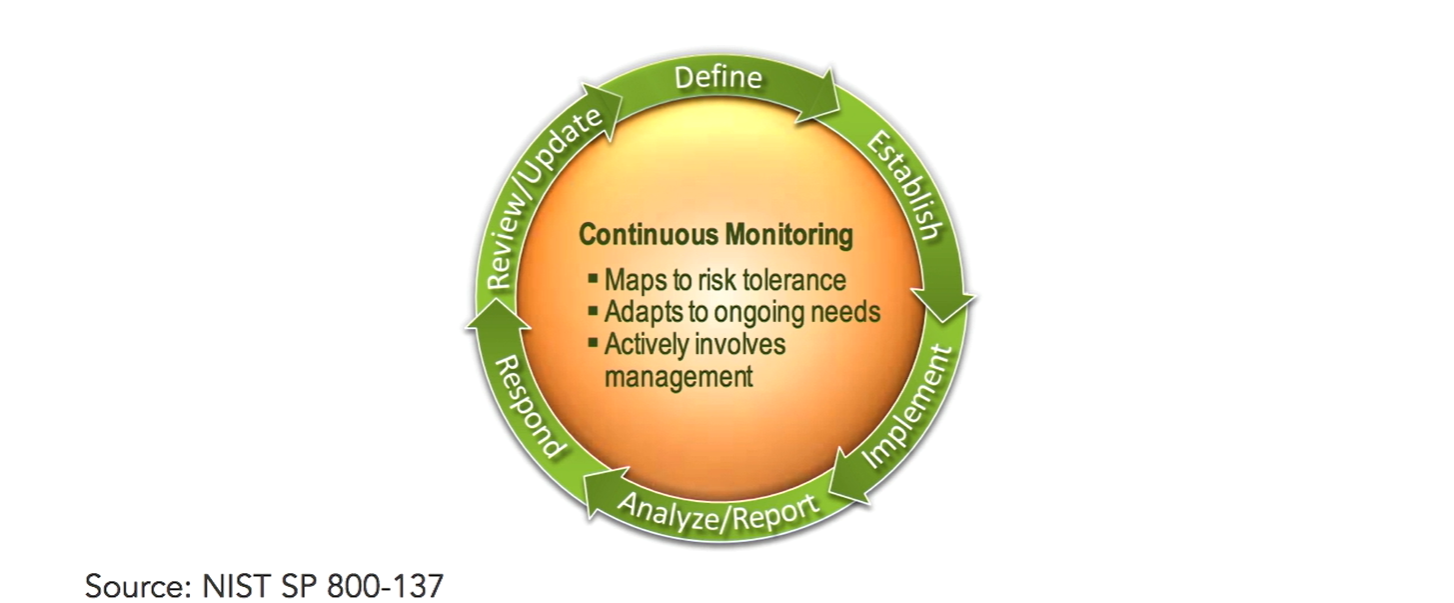 Define
Establish
Implement
Analyze/Report
Respond
Review/Update
Continuous Monitoring
▪ Maps to risk tolerance
▪ Adapts to ongoing needs
▪ Actively involves
management
Source: NIST SP 800-137